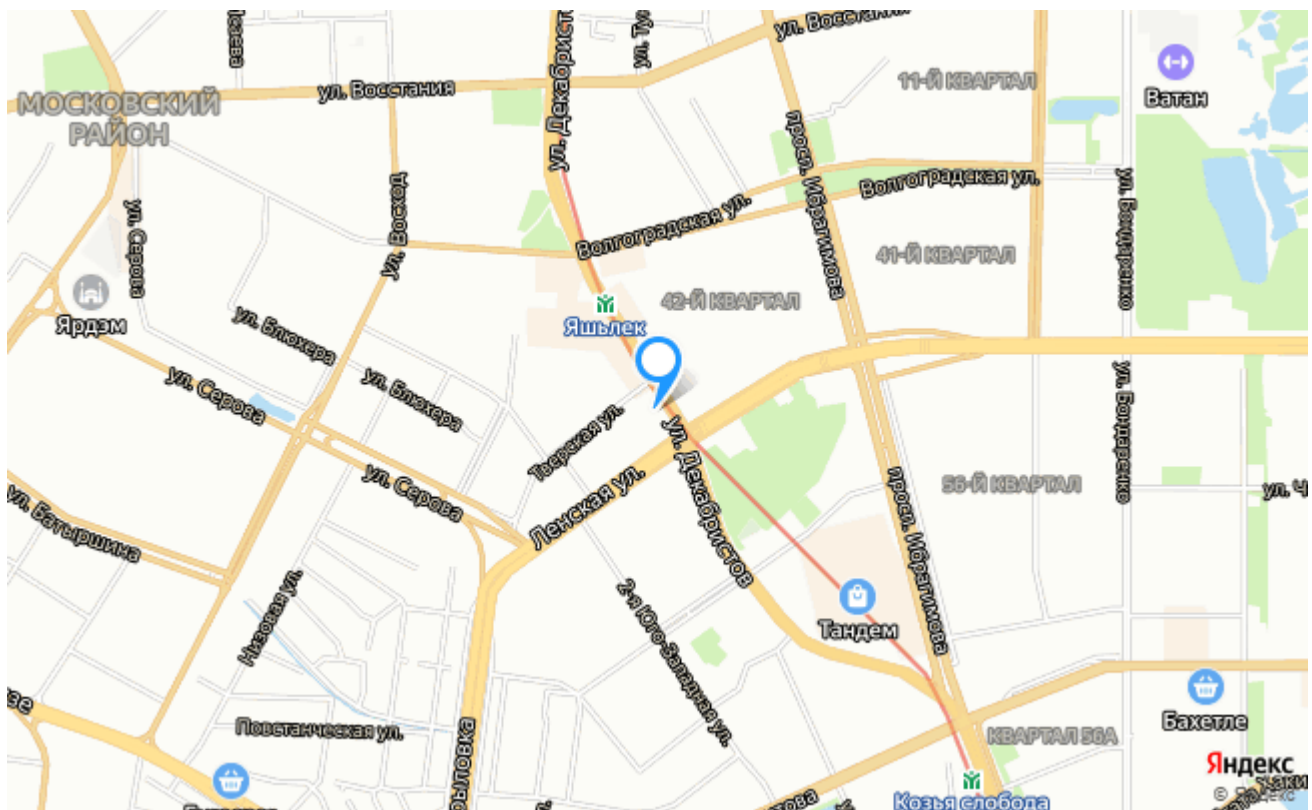 ул. Восстания
ул. Декабристов
11-Й КВАРТАЛ
Ватан
ул. Восстания
МОСКОВСКИЙ
РАЙОН
ул. Декабристов
просп. Ибрагимова
Волгоградская ул.
ул. Бондаренко
ул. Серова
ул. Восход
Волгоградская ул.
41-Й КВАРТАЛ
42-Й КВАРТАЛ
Ярдэм
Яшьлек
ул. Блюхера
ул. Серова
ул. Блюхера
ул. Бондаренко
Тверская ул.
ул. Декабристов
ул. Серова
Ленская ул.
56-Й КВАРТАЛ
просп. Ибрагимова
ул. Батыршина
Низовая ул.
2-я Юго-Западная ул.
Тандем
Бахетле
Повстанческая ул.
КВАРТАЛ 56А
Яндекс
Козья слобода